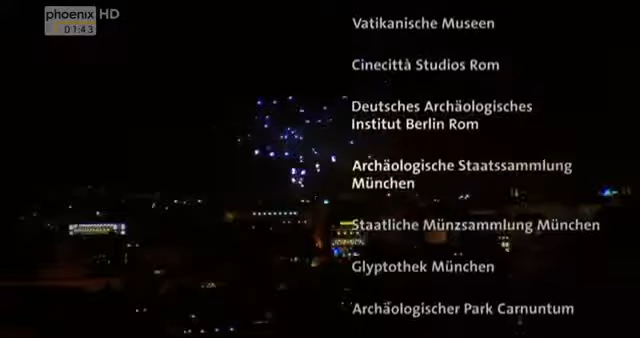 phoenix HD
01:43
Vatikanische Museen
Cinecittà Studios Rom
Deutsches Archäologisches
Institut Berlin Rom
Archäologische Staatssammlung
München
Staatliche Münzsammlung München
Glyptothek München
Archäologischer Park Carnuntum